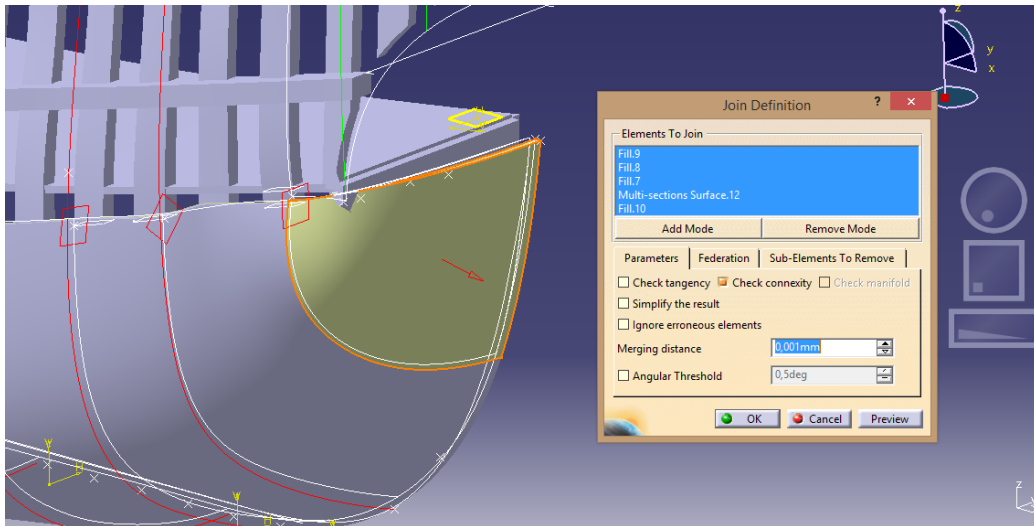 z
y
x
Join Definition
?
×
Elements To Join
Fill.9
Fill.8
Fill.7
Multi-sections Surface.12
Fill.10
Add Mode
Remove Mode
Parameters
Federation
Sub-Elements To Remove
Check tangency
Check connexity
Check manifold
Simplify the result
Ignore erroneous elements
Merging distance
0,001mm
Angular Threshold
0,5deg
OK
Cancel
Preview
z